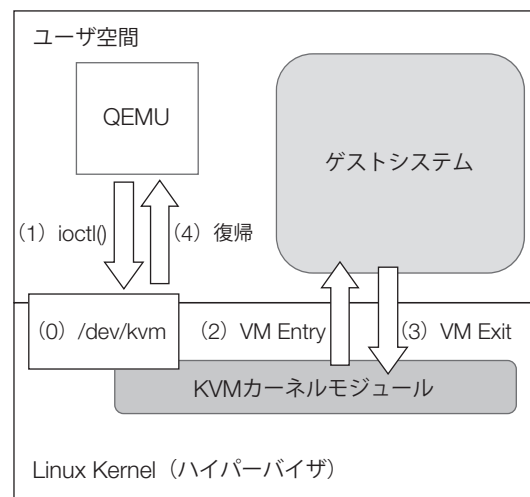 ユーザ空間
QEMU
ゲストシステム
（1）ioctl()
（4）復帰
（0）/dev/kvm
（2）VM Entry
（3）VM Exit
KVMカーネルモジュール
Linux Kernel（ハイパーバイザ）